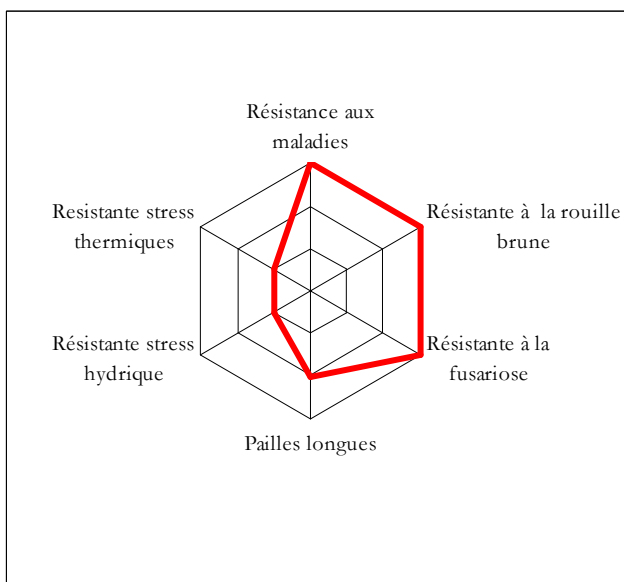 Résistance aux
maladies
Résistante à la rouille
brune
Résistante à la
fusariose
Pailles longues
Résistante stress
hydrique
Resistante stress
thermiques